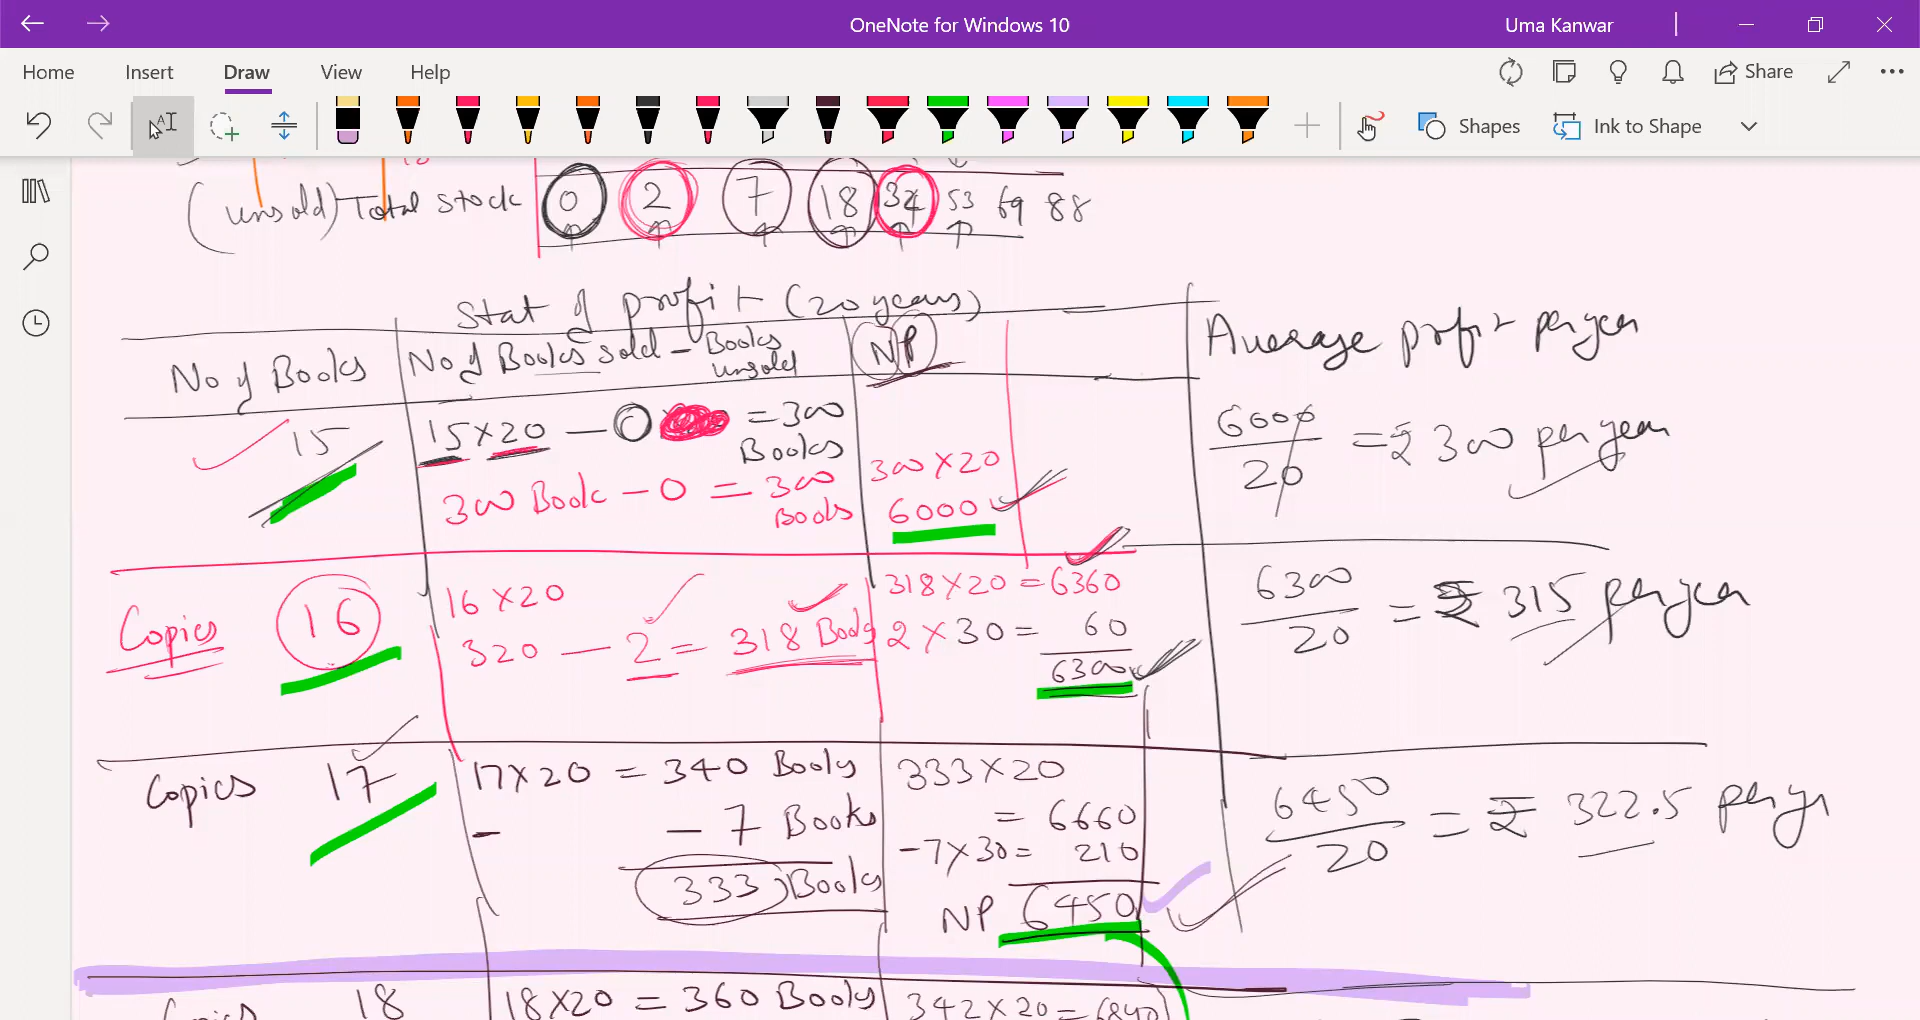 OneNote for Windows 10
Uma Kanwar
Home Insert Draw View Help
Share
Shapes Ink to Shape
(unsold) Total stock 0 2 7 18 34 53 69 88
Stat of profit (20 years)
No of Books No of Books sold - Books unsold NP Average profit per year
15 15 x 20 - 0 = 300 Books
300 Book - 0 = 300 Books
300 x 20
6000
6000
20
= ₹ 300 per year
Copies 16 16 x 20
320 - 2 = 318 Books
318 x 20 = 6360
2 x 30 = 60
6300
6300
20
= ₹ 315 per year
Copies 17 17 x 20 = 340 Books
- 7 Books
333 Books
333 x 20
= 6660
-7 x 30 = 210
NP 6450
6450
20
= ₹ 322.5 per yr
Copies 18 18 x 20 = 360 Books 342 x 20 = 6840